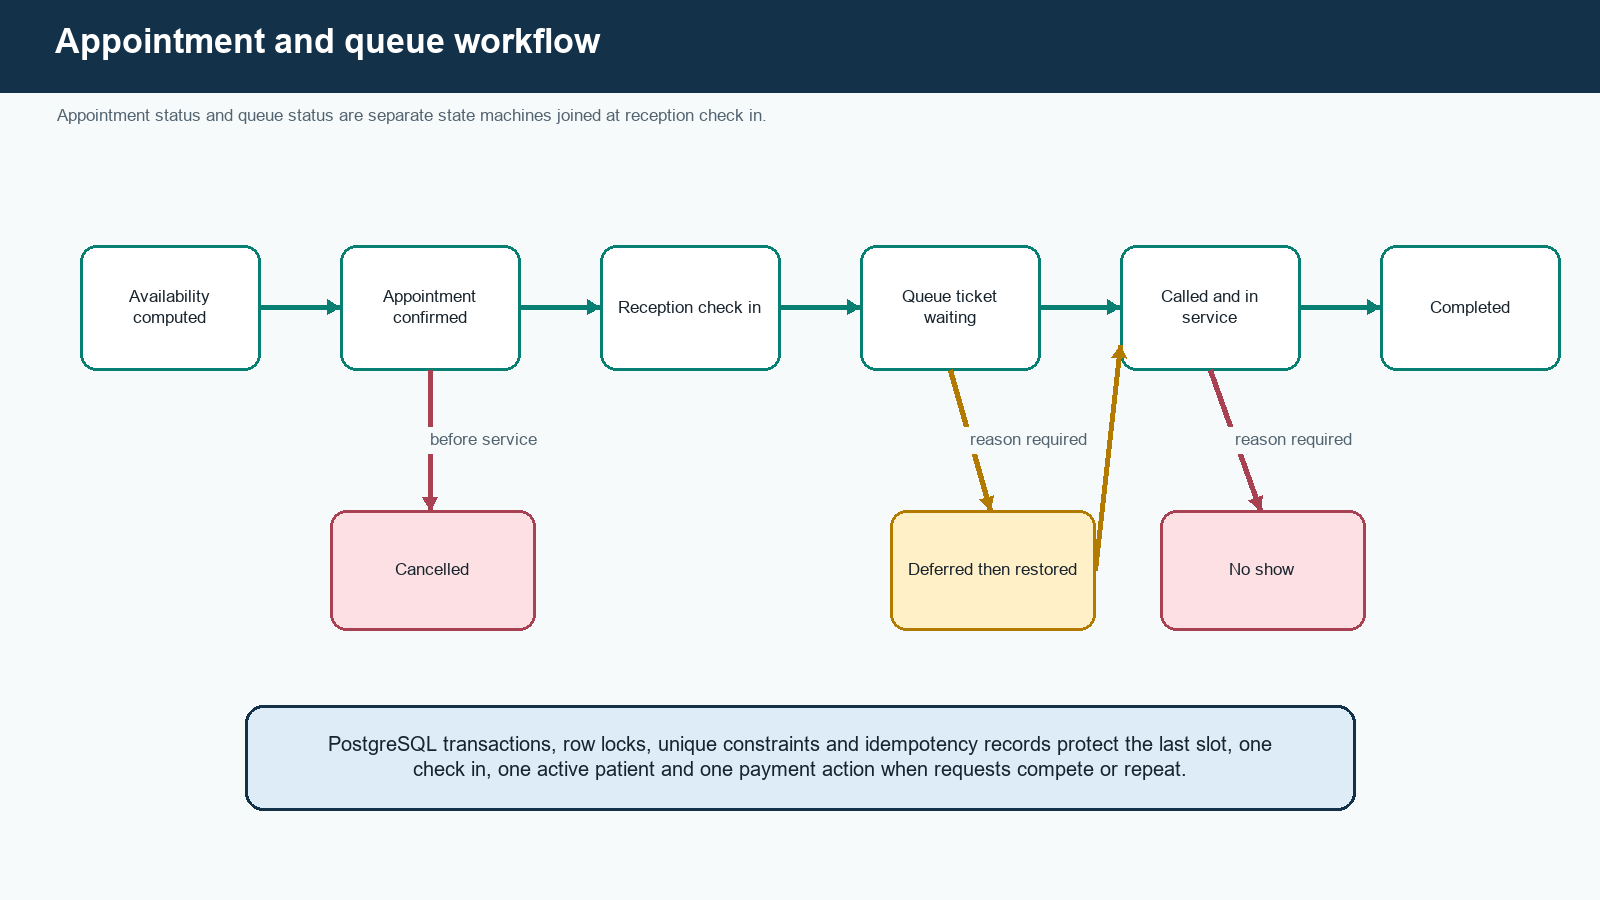 Appointment and queue workflow
Appointment status and queue status are separate state machines joined at reception check in.
Availability
computed
Appointment
confirmed
Reception check in
Queue ticket
waiting
Called and in
service
Completed
before service
reason required
reason required
Cancelled
Deferred then restored
No show
PostgreSQL transactions, row locks, unique constraints and idempotency records protect the last slot, one
check in, one active patient and one payment action when requests compete or repeat.